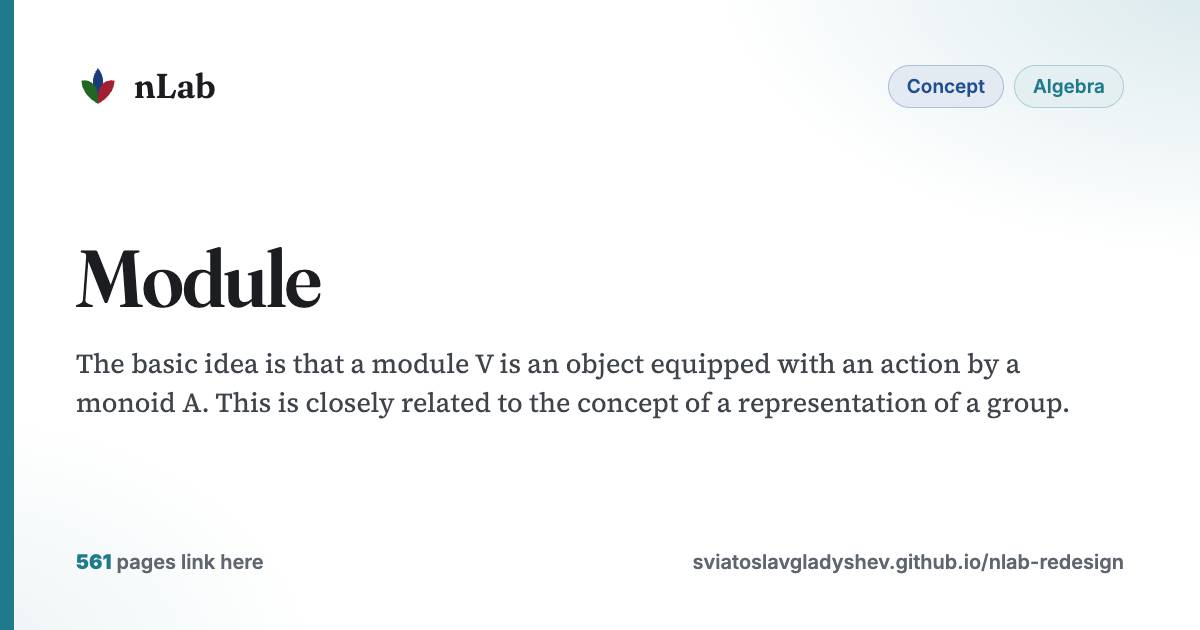 nLab
Concept
Algebra
Module
The basic idea is that a module V is an object equipped with an action by a
monoid A. This is closely related to the concept of a representation of a group.
561 pages link here
sviatoslavgladyshev.github.io/nlab-redesign